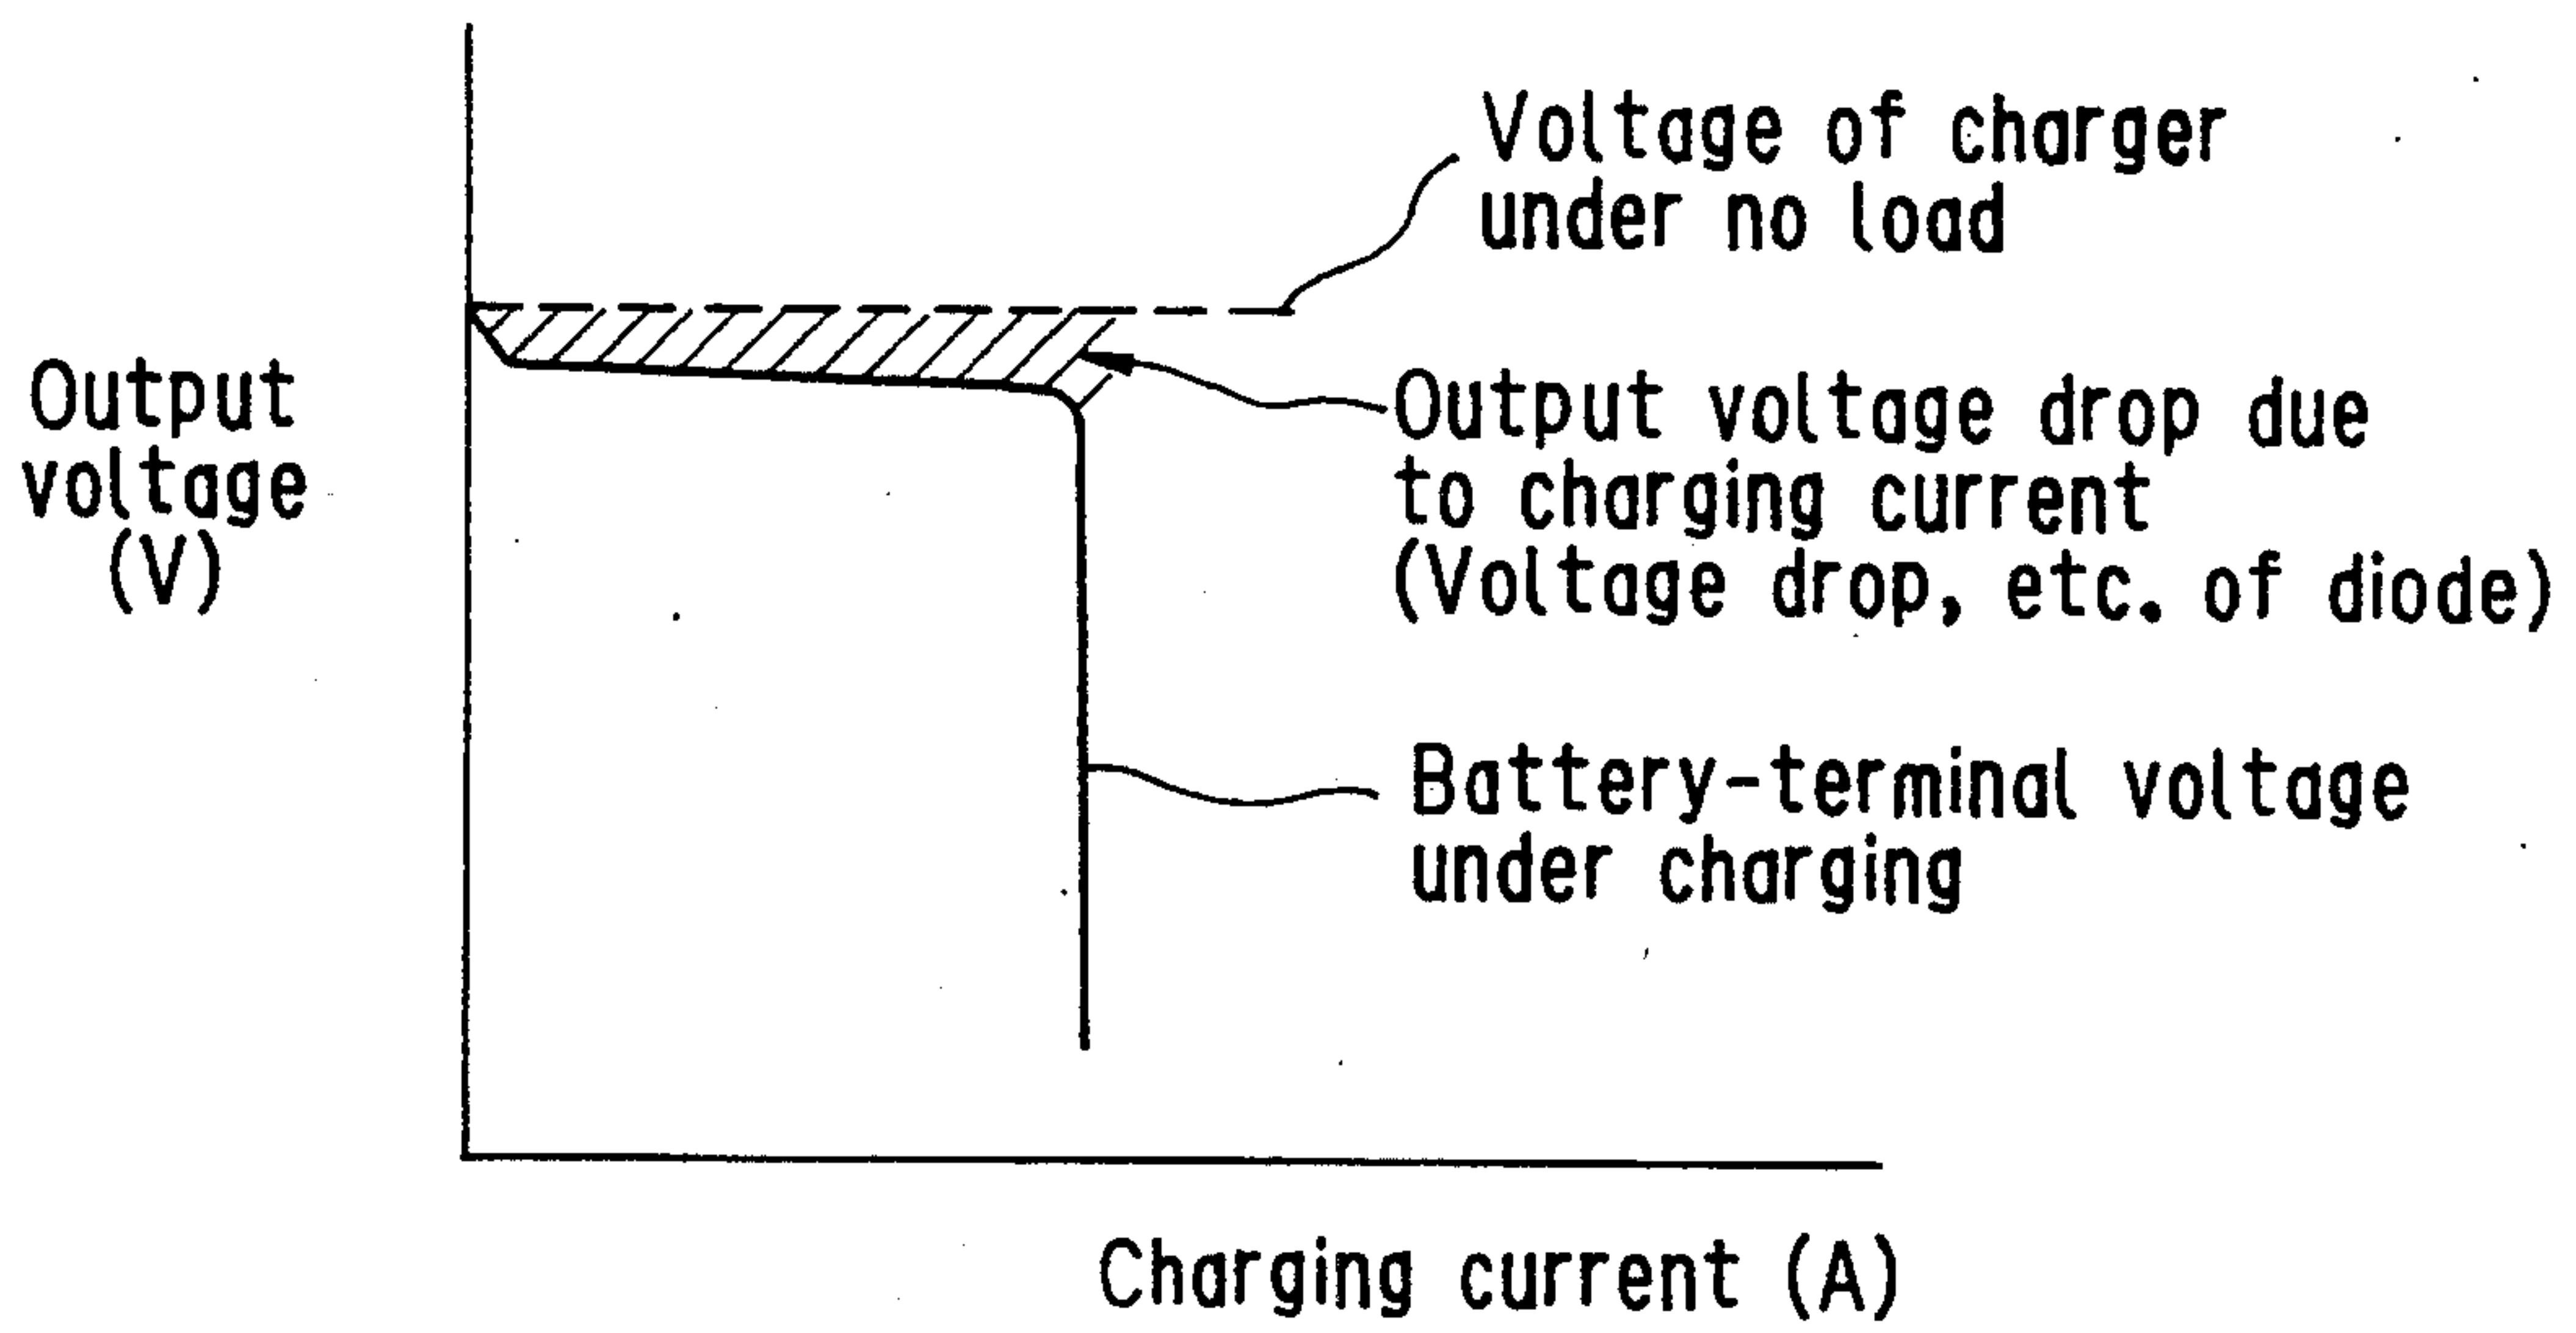 Voltage of charger
under no load
Output
voltage
(V)
Output voltage drop due
to charging current
(Voltage drop, etc. of diode)
Battery-terminal voltage
under charging
Charging current (A)